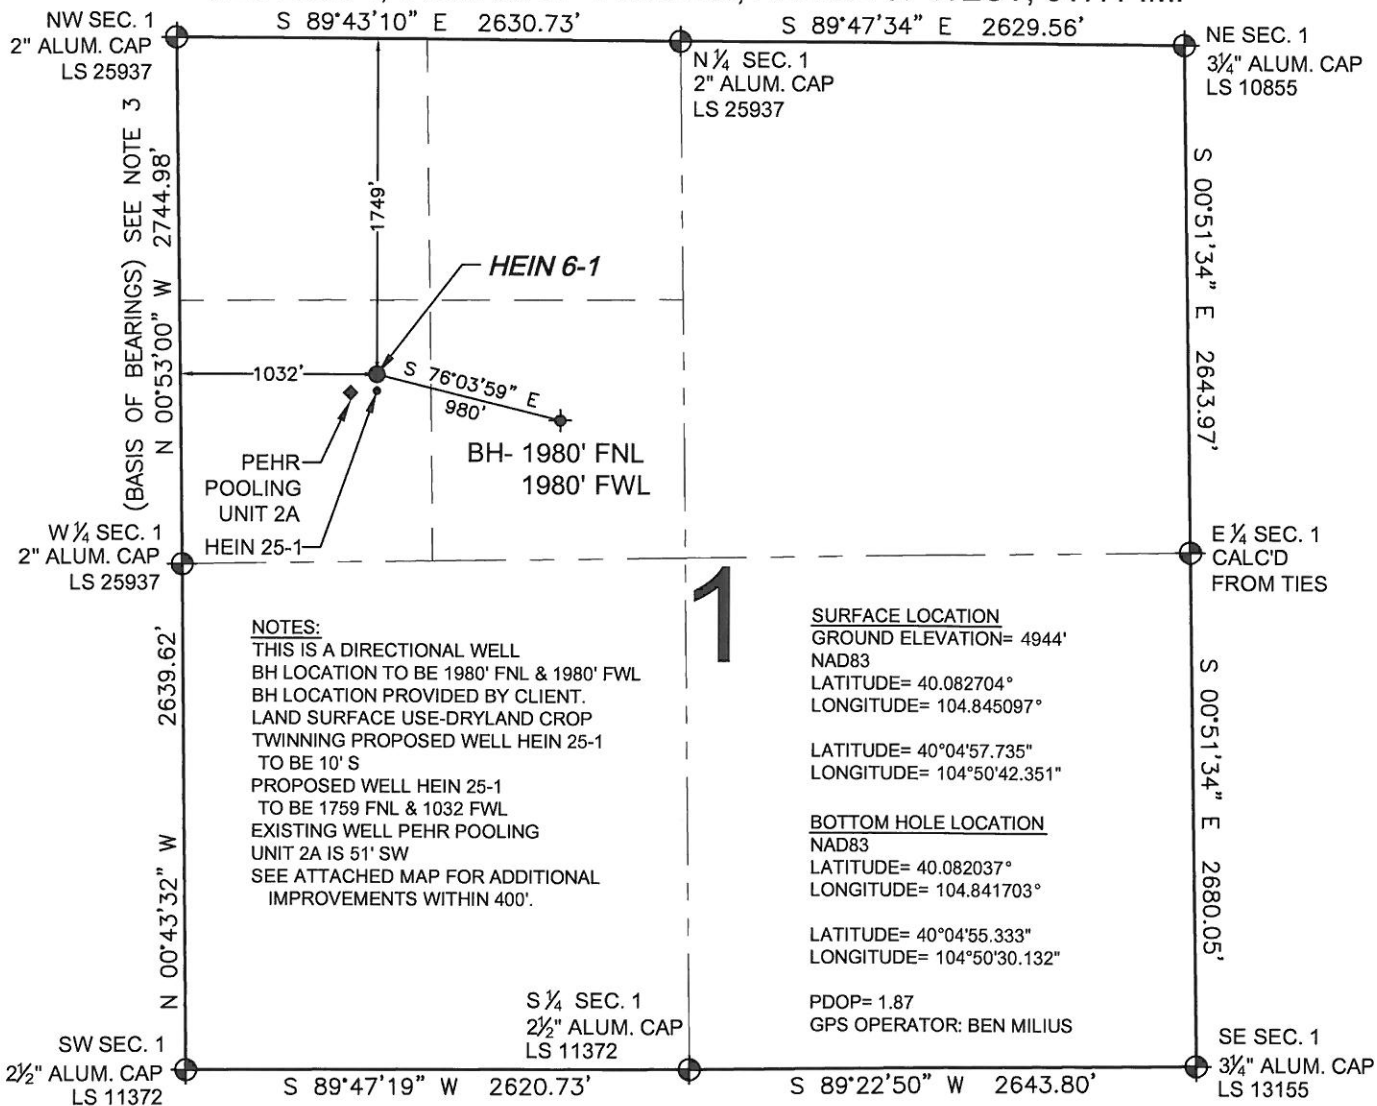 S 89°43'10" E 2630.73'
S 89°47'34" E 2629.56'
NW SEC. 1
2" ALUM. CAP
LS 25937
N ¼ SEC. 1
2" ALUM. CAP
LS 25937
NE SEC. 1
3¼" ALUM. CAP
LS 10855
(BASIS OF BEARINGS) SEE NOTE 3
N 00°53'00" W 2744.98'
1749'
HEIN 6-1
1032'
S 76°03'59" E
980'
BH- 1980' FNL
1980' FWL
PEHR
POOLING
UNIT 2A
HEIN 25-1
S 00°51'34" E 2643.97'
W ¼ SEC. 1
2" ALUM. CAP
LS 25937
E ¼ SEC. 1
CALC'D
FROM TIES
1
N 00°43'32" W 2639.62'
NOTES:
THIS IS A DIRECTIONAL WELL
BH LOCATION TO BE 1980' FNL & 1980' FWL
BH LOCATION PROVIDED BY CLIENT.
LAND SURFACE USE-DRYLAND CROP
TWINNING PROPOSED WELL HEIN 25-1
TO BE 10' S
PROPOSED WELL HEIN 25-1
TO BE 1759 FNL & 1032 FWL
EXISTING WELL PEHR POOLING
UNIT 2A IS 51' SW
SEE ATTACHED MAP FOR ADDITIONAL
IMPROVEMENTS WITHIN 400'.
SURFACE LOCATION
GROUND ELEVATION= 4944'
NAD83
LATITUDE= 40.082704°
LONGITUDE= 104.845097°
LATITUDE= 40°04'57.735"
LONGITUDE= 104°50'42.351"
BOTTOM HOLE LOCATION
NAD83
LATITUDE= 40.082037°
LONGITUDE= 104.841703°
LATITUDE= 40°04'55.333"
LONGITUDE= 104°50'30.132"
PDOP= 1.87
GPS OPERATOR: BEN MILIUS
S 00°51'34" E 2680.05'
SW SEC. 1
2½" ALUM. CAP
LS 11372
S ¼ SEC. 1
2½" ALUM. CAP
LS 11372
SE SEC. 1
3¼" ALUM. CAP
LS 13155
S 89°47'19" W 2620.73'
S 89°22'50" W 2643.80'